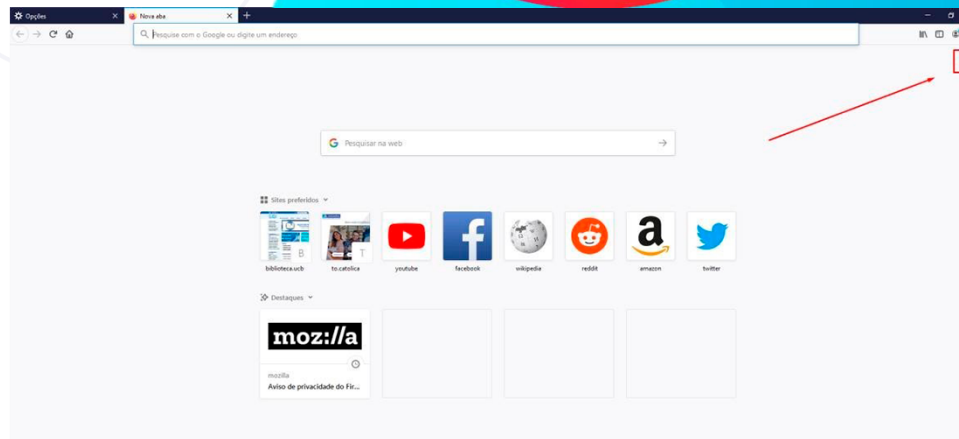 Opções
Nova aba
Pesquise com o Google ou digite um endereço
Pesquisar na web
Sites preferidos
B
T
biblioteca.ucb
to.catolica
youtube
facebook
wikipedia
reddit
amazon
twitter
Destaques
moz://a
mozilla
Aviso de privacidade do Fir...